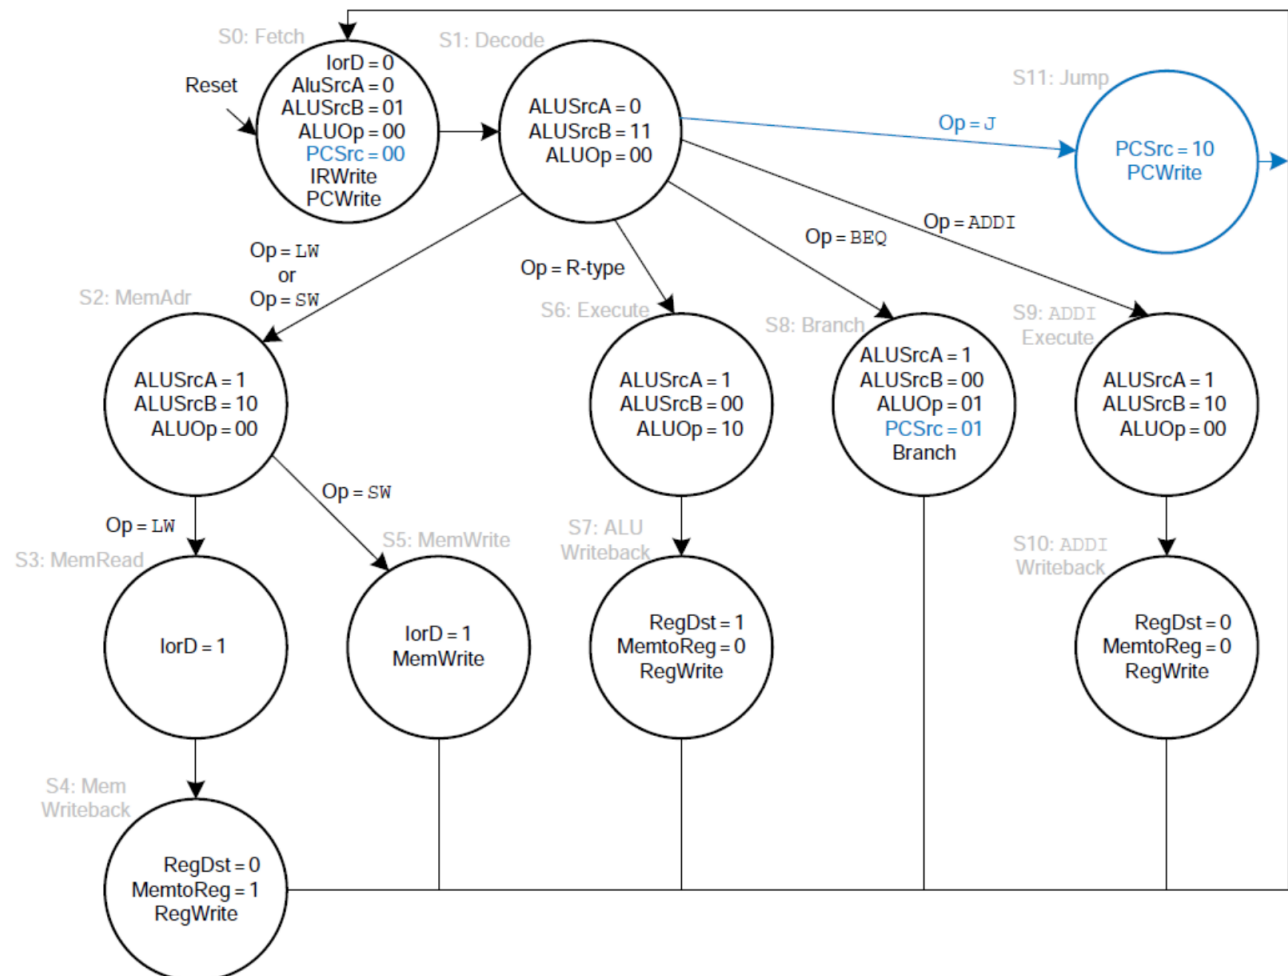 S0: Fetch
Reset
IorD = 0
AluSrcA = 0
ALUSrcB = 01
ALUOp = 00
PCSrc = 00
IRWrite
PCWrite
S1: Decode
ALUSrcA = 0
ALUSrcB = 11
ALUOp = 00
Op = J
S11: Jump
PCSrc = 10
PCWrite
Op = LW
or
Op = SW
Op = R-type
Op = BEQ
Op = ADDI
S2: MemAdr
ALUSrcA = 1
ALUSrcB = 10
ALUOp = 00
S6: Execute
ALUSrcA = 1
ALUSrcB = 00
ALUOp = 10
S8: Branch
ALUSrcA = 1
ALUSrcB = 00
ALUOp = 01
PCSrc = 01
Branch
S9: ADDI
Execute
ALUSrcA = 1
ALUSrcB = 10
ALUOp = 00
Op = LW
Op = SW
S3: MemRead
IorD = 1
S5: MemWrite
IorD = 1
MemWrite
S7: ALU
Writeback
RegDst = 1
MemtoReg = 0
RegWrite
S10: ADDI
Writeback
RegDst = 0
MemtoReg = 0
RegWrite
S4: Mem
Writeback
RegDst = 0
MemtoReg = 1
RegWrite